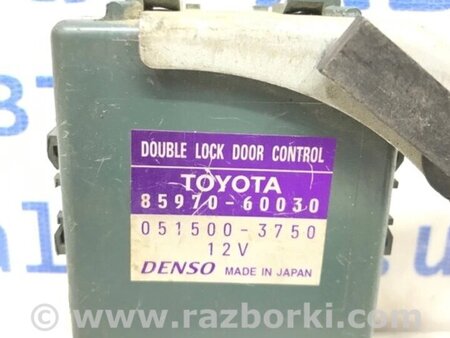 DOUBLE LOCK DOOR CONTROL
TOYOTA
85970-60030
051500-3750
12V
DENSO MADE IN JAPAN
© www.razborki.com